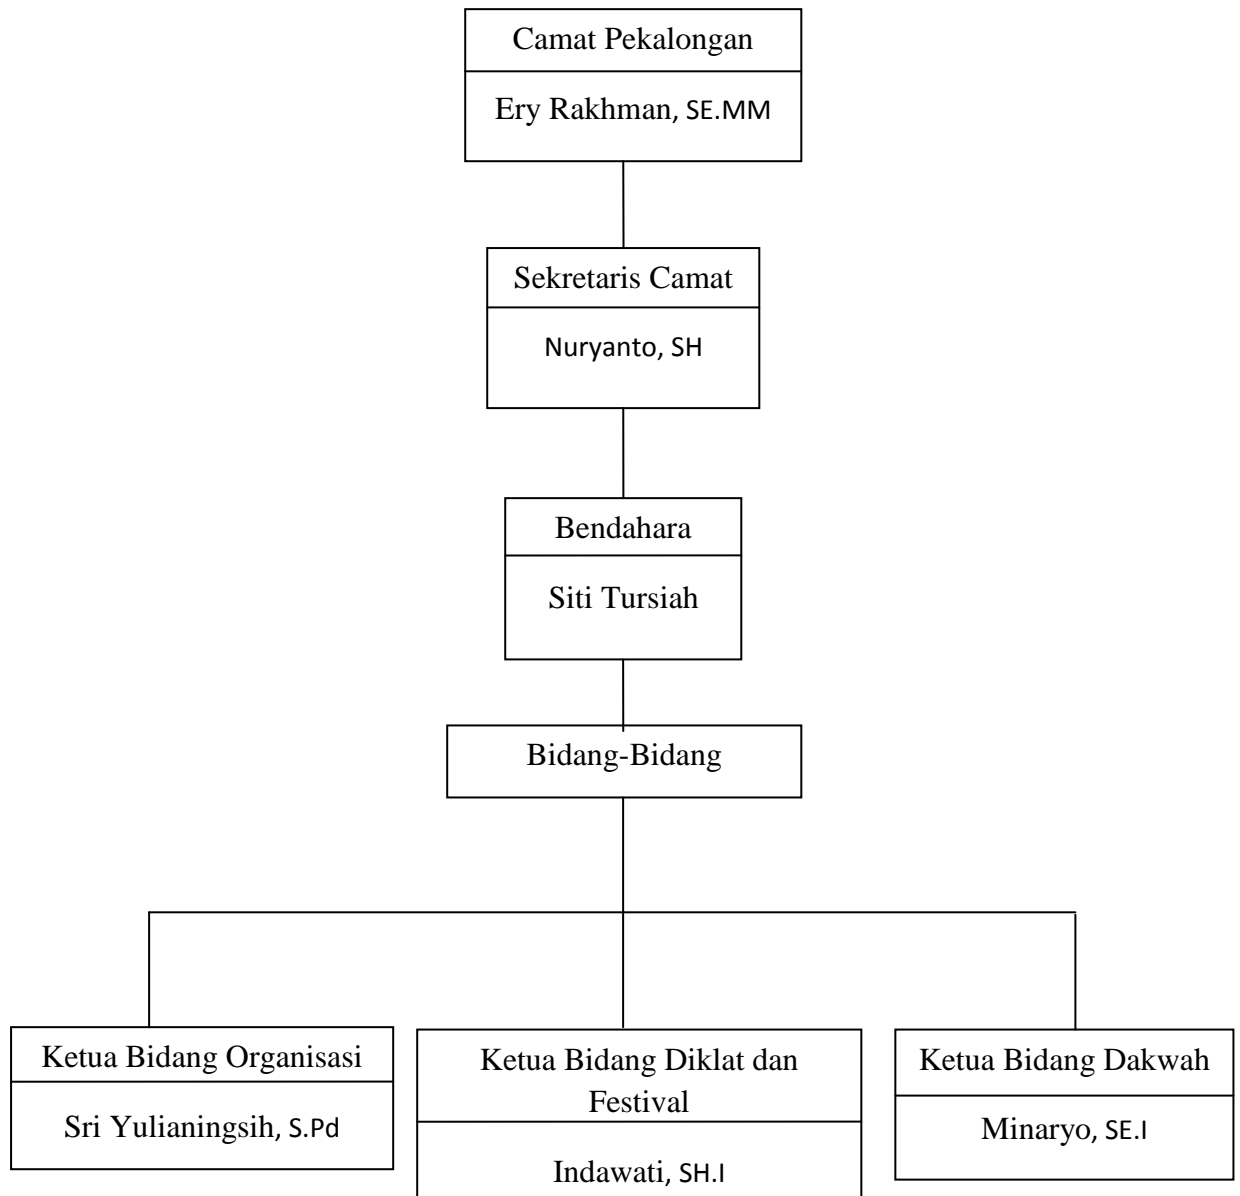 Camat Pekalongan
Ery Rakhman, SE.MM
Sekretaris Camat
Nuryanto, SH
Bendahara
Siti Tursiah
Bidang-Bidang
Ketua Bidang Organisasi
Sri Yulianingsih, S.Pd
Ketua Bidang Diklat dan
Festival
Indawati, SH.I
Ketua Bidang Dakwah
Minaryo, SE.I